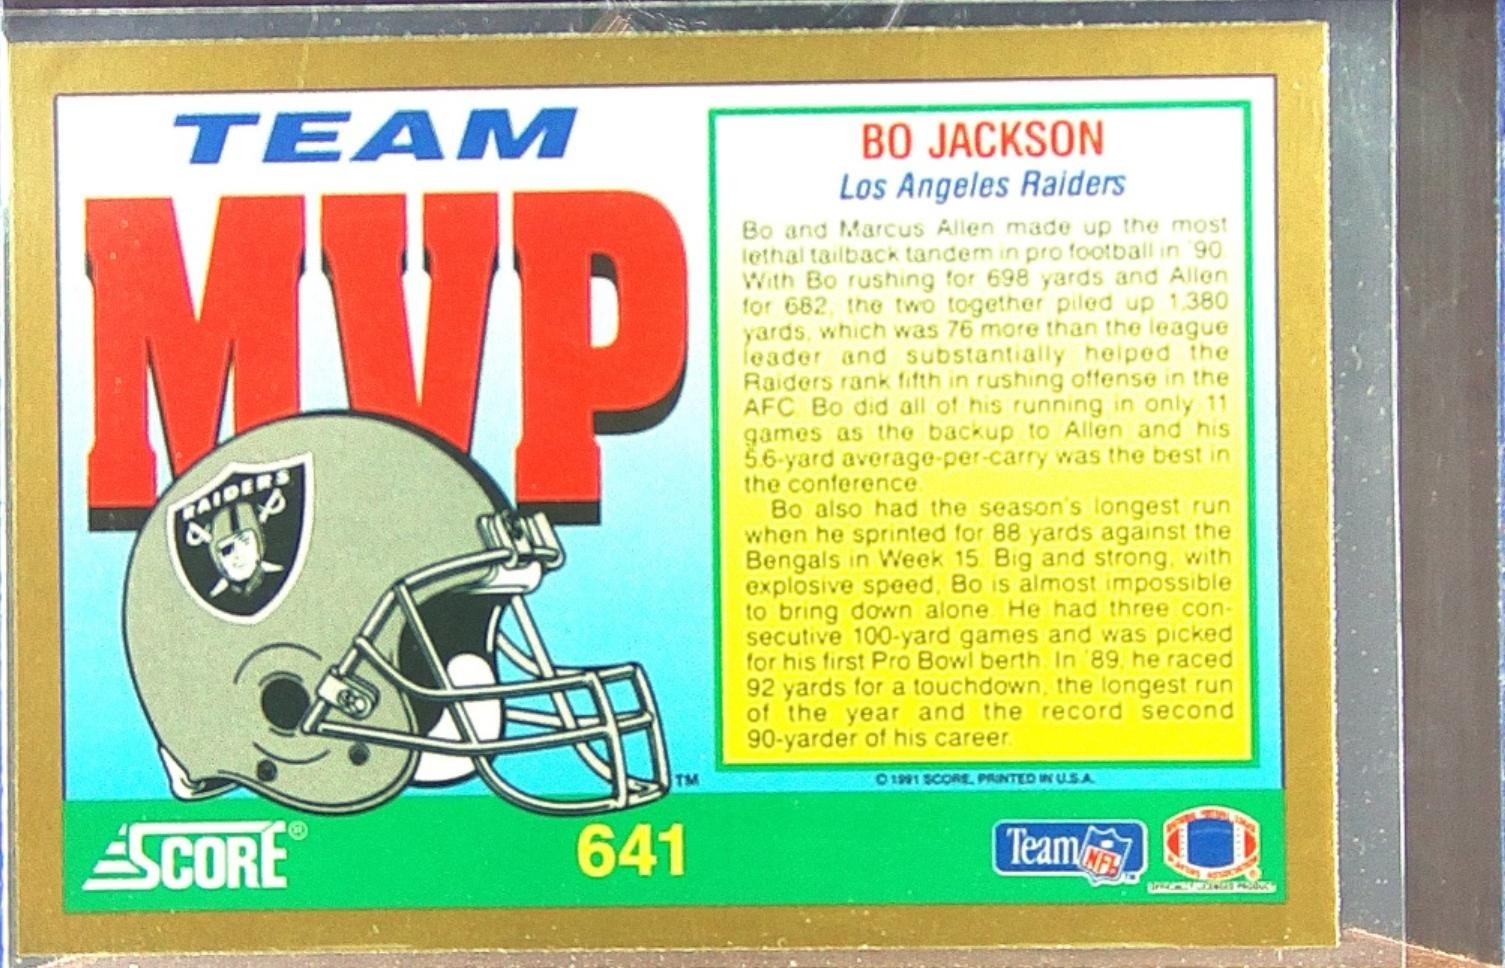 TEAM
MVP
RAIDERS
TM
BO JACKSON
Los Angeles Raiders
Bo and Marcus Allen made up the most
lethal tailback tandem in pro football in '90.
With Bo rushing for 698 yards and Allen
for 682, the two together piled up 1,380
yards, which was 76 more than the league
leader and substantially helped the
Raiders rank fifth in rushing offense in the
AFC. Bo did all of his running in only 11
games as the backup to Allen and his
5.6-yard average-per-carry was the best in
the conference.
Bo also had the season's longest run
when he sprinted for 88 yards against the
Bengals in Week 15. Big and strong, with
explosive speed, Bo is almost impossible
to bring down alone. He had three con-
secutive 100-yard games and was picked
for his first Pro Bowl berth. In '89, he raced
92 yards for a touchdown, the longest run
of the year and the record second
90-yarder of his career.
© 1991 SCORE, PRINTED IN U.S.A.
SCORE®
641
Team NFL TM
OFFICIALLY LICENSED PRODUCT